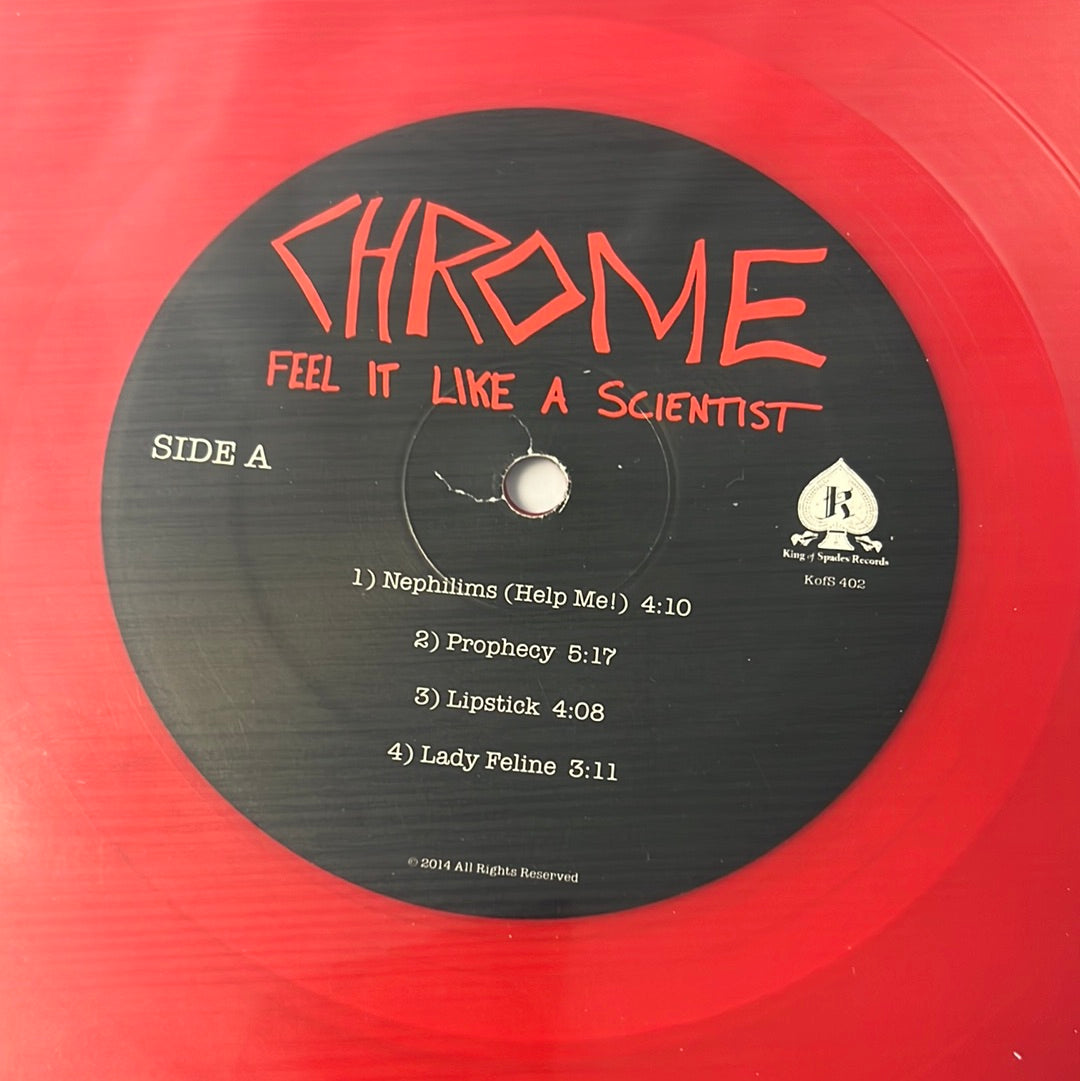 CHROME
FEEL IT LIKE A SCIENTIST
SIDE A
K
King of Spades Records
KofS 402
1) Nephilims (Help Me!) 4:10
2) Prophecy 5:17
3) Lipstick 4:08
4) Lady Feline 3:11
© 2014 All Rights Reserved